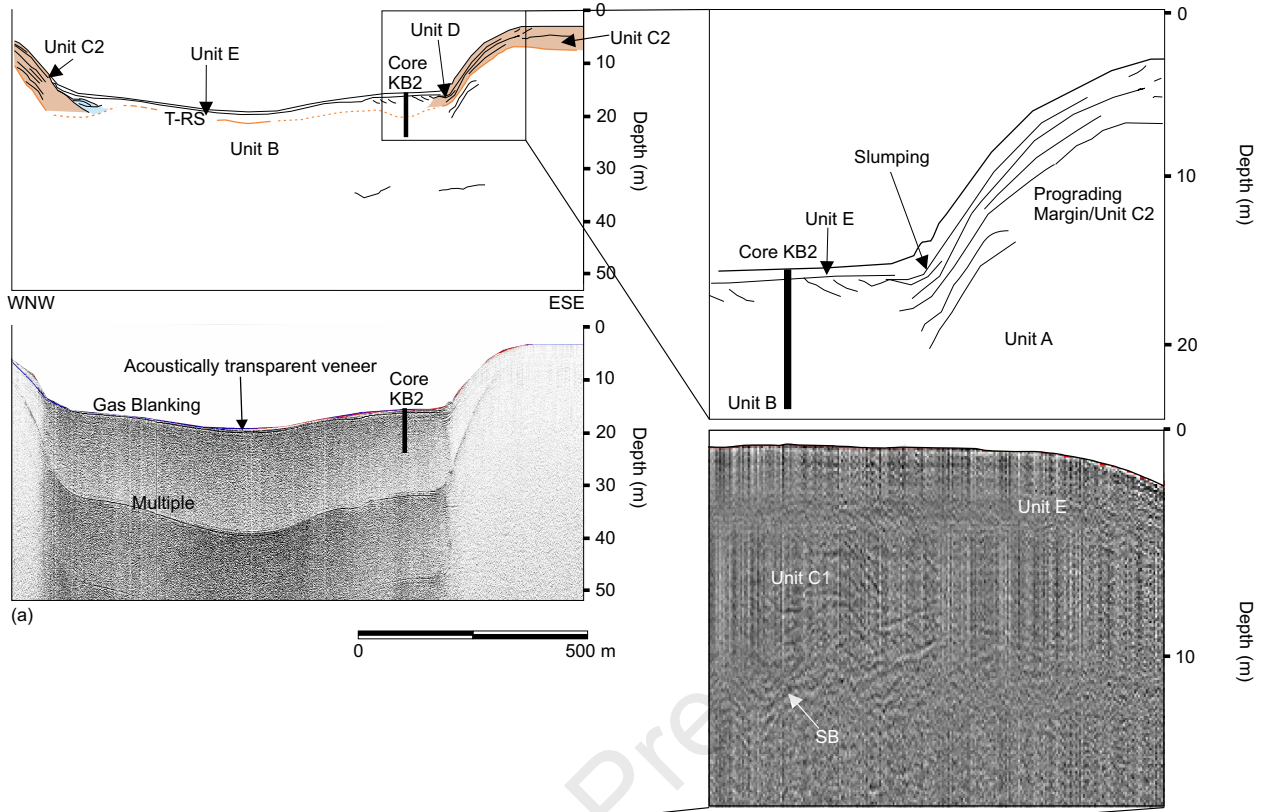 Unit C2
Unit E
Core
KB2
Unit D
Unit C2
T-RS
Unit B
0
10
20
30
40
50
Depth (m)
WNW
ESE
Acoustically transparent veneer
Gas Blanking
Core
KB2
Multiple
0
10
20
30
40
50
Depth (m)
(a)
0
500 m
Slumping
Unit E
Core KB2
Prograding
Margin/Unit C2
Unit A
Unit B
0
10
20
Depth (m)
Unit E
Unit C1
SB
0
10
Depth (m)
Pre